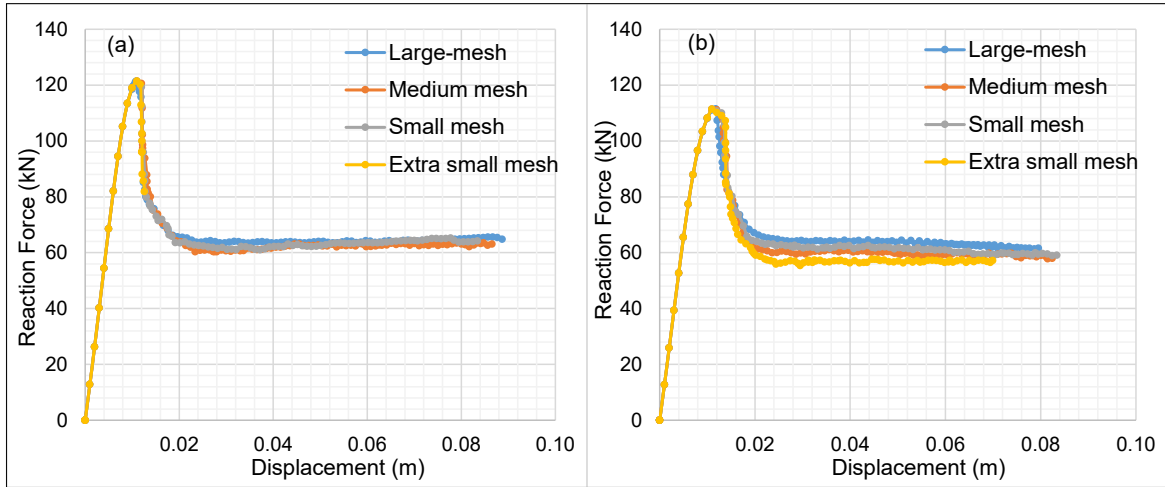 (a)
Large-mesh
Medium mesh
Small mesh
Extra small mesh
Reaction Force (kN)
140
120
100
80
60
40
20
0
0.02
0.04
0.06
0.08
0.10
Displacement (m)
(b)
Large-mesh
Medium mesh
Small mesh
Extra small mesh
Reaction Force (kN)
140
120
100
80
60
40
20
0
0.02
0.04
0.06
0.08
0.10
Displacement (m)